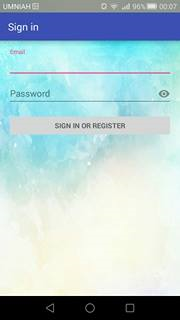 UMNIAH 96% 00:07
Sign in
Email
Password
SIGN IN OR REGISTER